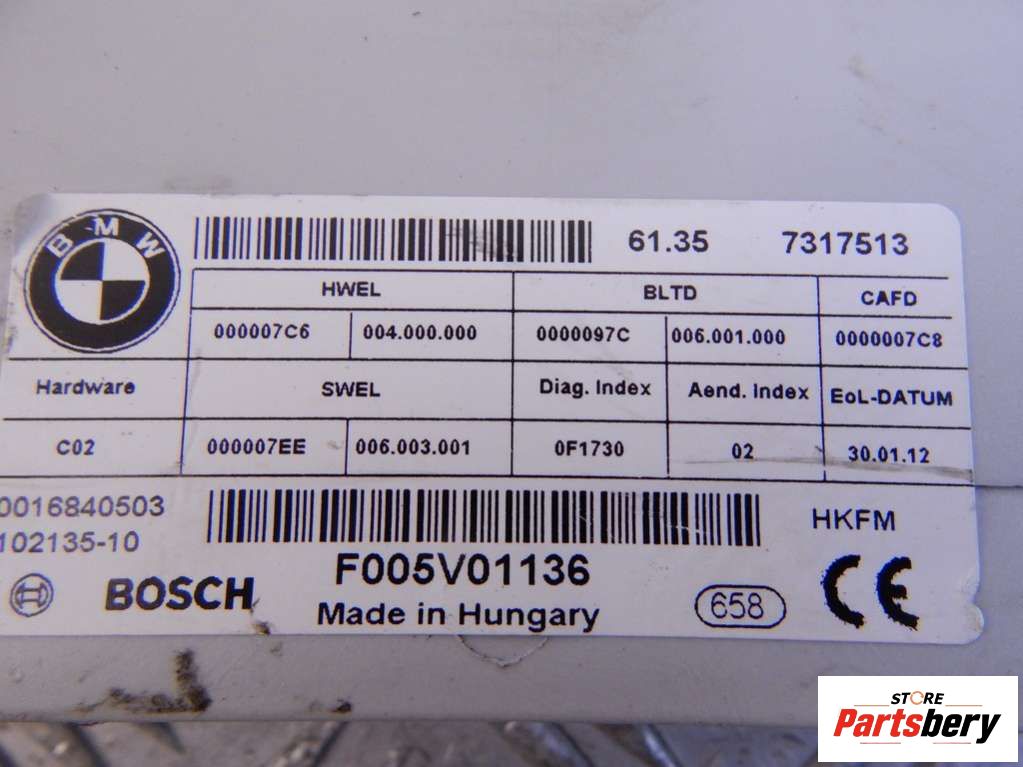 BMW
61.35 7317513
HWEL BLTD CAFD
000007C6 004.000.000 0000097C 006.001.000 0000007C8
Hardware SWEL Diag. Index Aend. Index EoL-DATUM
C02 000007EE 006.003.001 0F1730 02 30.01.12
0016840503
102135-10
HKFM
BOSCH F005V01136
Made in Hungary
658
CE
STORE
Partsbery